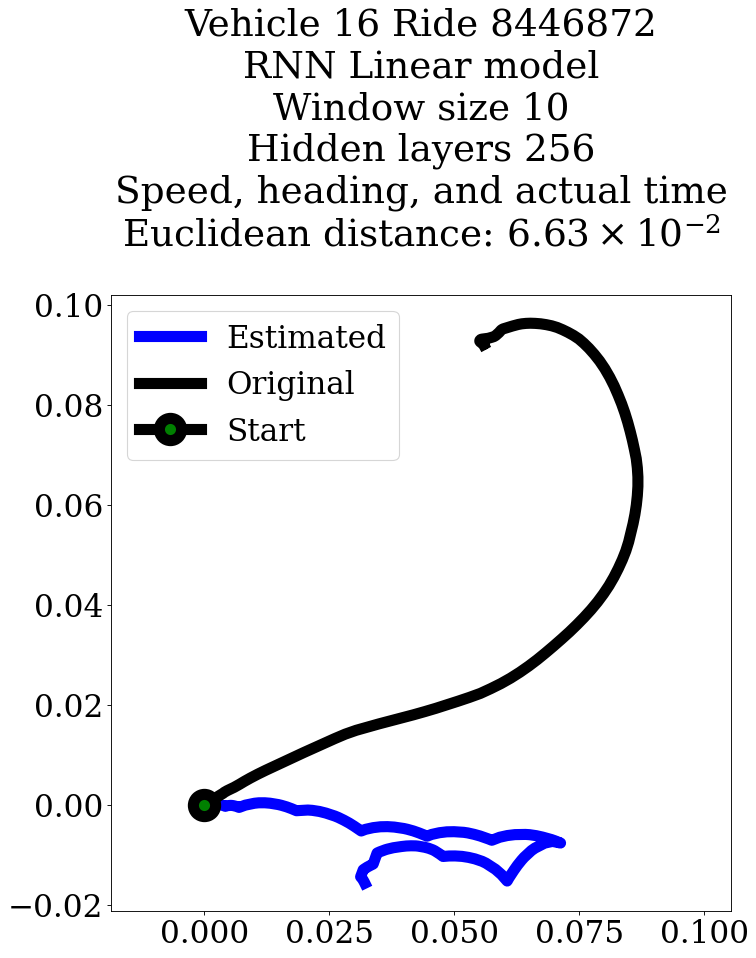 Vehicle 16 Ride 8446872
RNN Linear model
Window size 10
Hidden layers 256
Speed, heading, and actual time
Euclidean distance: 6.63 × 10⁻²
Estimated
Original
Start
0.10
0.08
0.06
0.04
0.02
0.00
−0.02
0.000 0.025 0.050 0.075 0.100